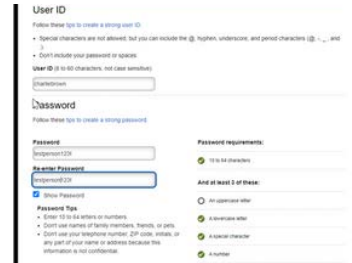 User ID
Follow these tips to create a strong user ID.
• Special characters are not allowed, but you can include the @, hyphen, underscore, and period characters (@, -, _, and
.).
• Don't include your password or spaces.
User ID (8 to 60 characters, not case sensitive)
charliebrown
Password
Follow these tips to create a strong password.
Password
Password requirements:
10 to 64 characters
Re-enter Password
And at least 3 of these:
Show Password
An uppercase letter
Password Tips
• Enter 10 to 64 letters or numbers.
A lowercase letter
• Don't use names of family members, friends, or pets.
• Don't use your telephone number, ZIP code, initials, or
A special character
any part of your name or address because this
information is not confidential.
A number